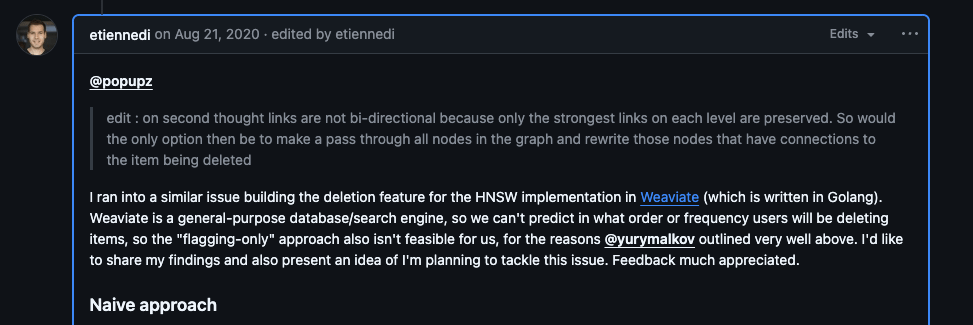 etiennedi on Aug 21, 2020 · edited by etiennedi Edits ...
@popupz
edit : on second thought links are not bi-directional because only the strongest links on each level are preserved. So would
the only option then be to make a pass through all nodes in the graph and rewrite those nodes that have connections to
the item being deleted
I ran into a similar issue building the deletion feature for the HNSW implementation in Weaviate (which is written in Golang).
Weaviate is a general-purpose database/search engine, so we can't predict in what order or frequency users will be deleting
items, so the "flagging-only" approach also isn't feasible for us, for the reasons @yurymalkov outlined very well above. I'd like
to share my findings and also present an idea of I'm planning to tackle this issue. Feedback much appreciated.
Naive approach